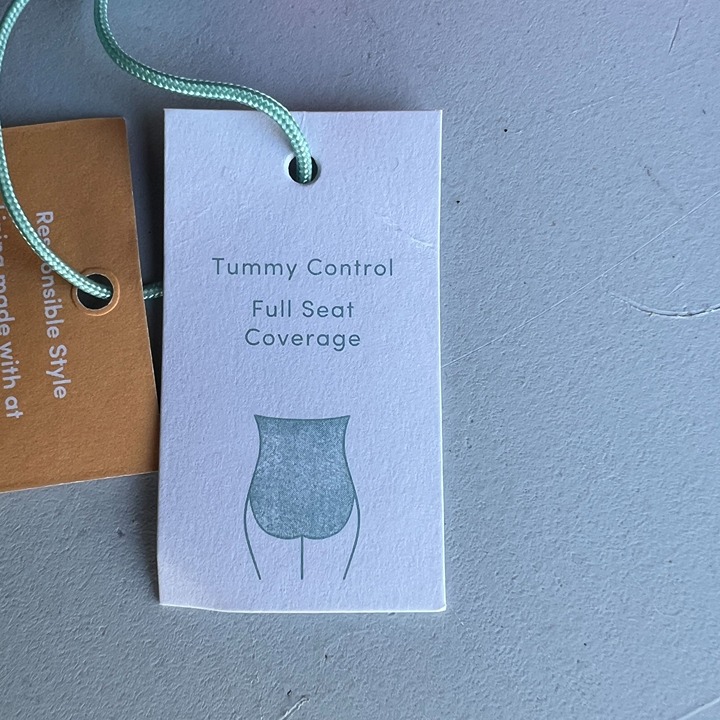 Tummy Control
Full Seat
Coverage
Responsible Style
made with at